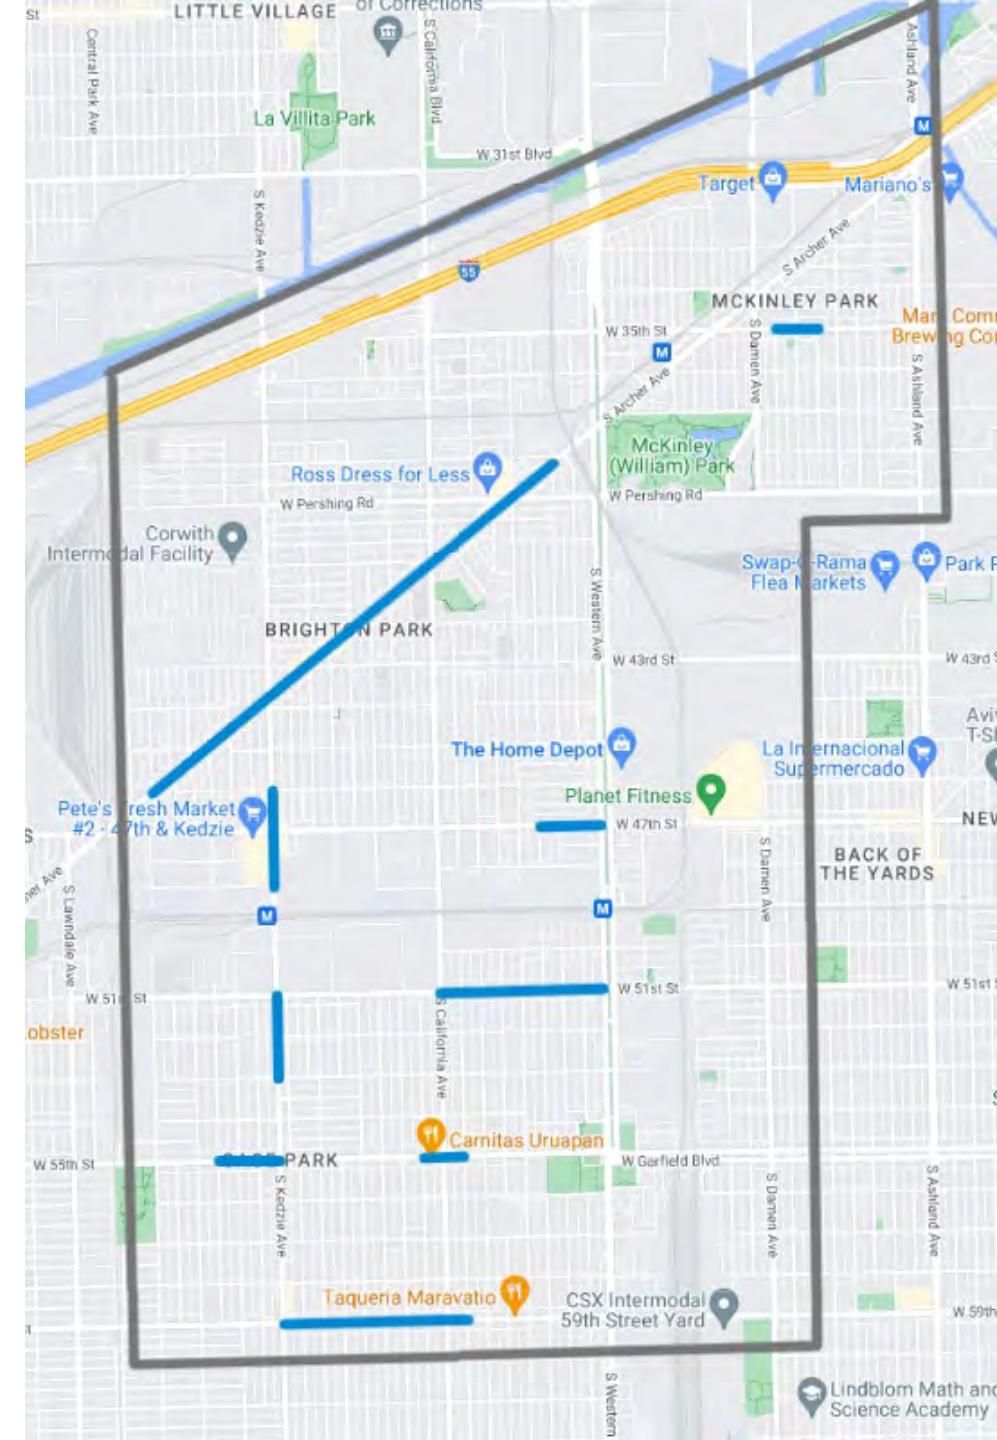 LITTLE VILLAGE
of Corrections
St
Central Park Ave
S California Blvd
Ashland Ave
La Villita Park
M
W 31st Blvd
Target
Mariano's
S Kedzie Ave
S Archer Ave
55
MCKINLEY PARK
W 35th St
M
S Damen Ave
Brewing
S Archer Ave
S Ashland Ave
McKinley
(William) Park
Ross Dress for Less
W Pershing Rd
W Pershing Rd
Corwith
Intermodal Facility
Swap-O-Rama
Flea Markets
Park
S Western Ave
BRIGHTON PARK
W 43rd St
W 43rd
The Home Depot
La Internacional
Supermercado
Planet Fitness
Pete's Fresh Market
#2 - 47th & Kedzie
W 47th St
S Damen Ave
BACK OF
THE YARDS
Ave
S Lawndale Ave
M
M
W 51st St
W 51st St
W 51st
S California Ave
Carnitas Uruapan
W 55th St
PARK
W Garfield Blvd
S Kedzie Ave
S Damen Ave
S Ashland Ave
Taqueria Maravatio
CSX Intermodal
59th Street Yard
W 59th
S Western
Lindblom Math and
Science Academy